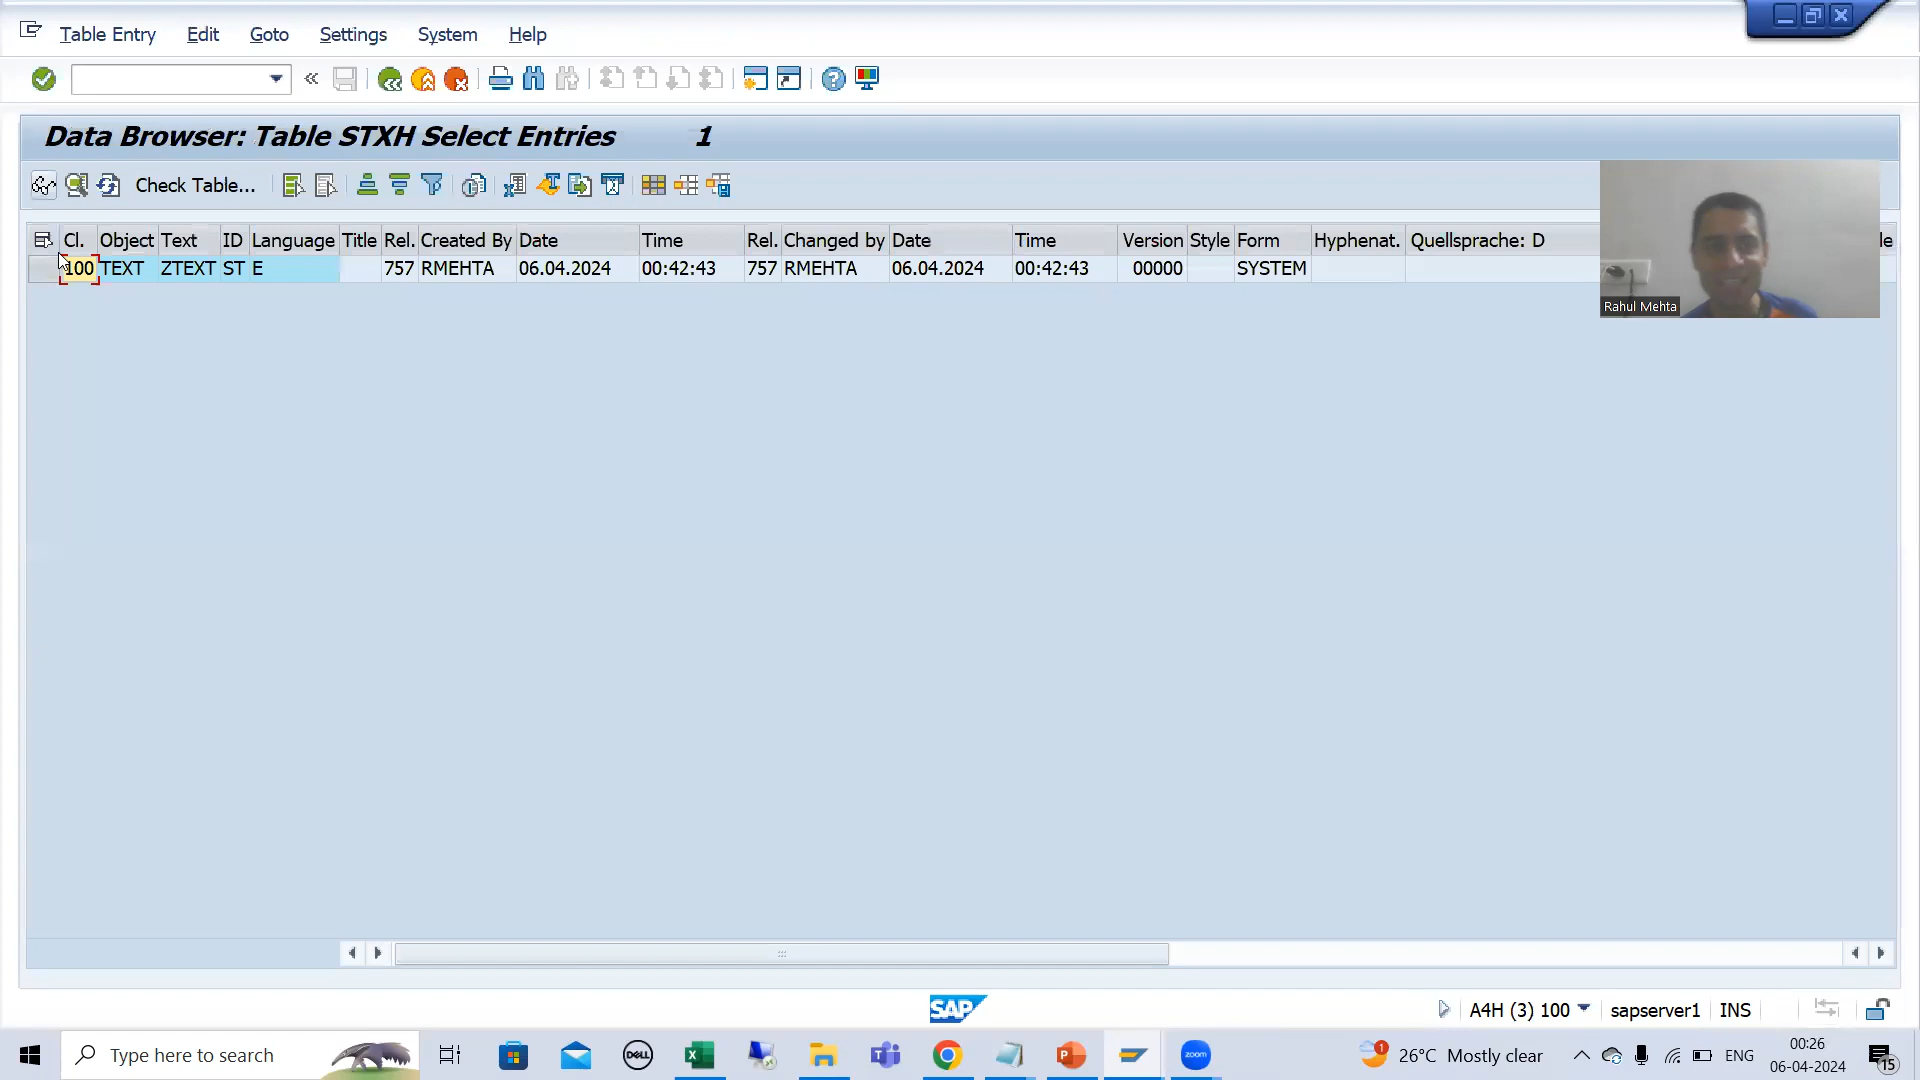 Table Entry Edit Goto Settings System Help
Data Browser: Table STXH Select Entries 1
Check Table...
Cl. Object Text ID Language Title Rel. Created By Date Time Rel. Changed by Date Time Version Style Form Hyphenat. Quellsprache: D le
100 TEXT ZTEXT ST E 757 RMEHTA 06.04.2024 00:42:43 757 RMEHTA 06.04.2024 00:42:43 00000 SYSTEM
Rahul Mehta
SAP A4H (3) 100 sapserver1 INS
Type here to search DELL zoom 1 26°C Mostly clear ENG 00:26
06-04-2024 15